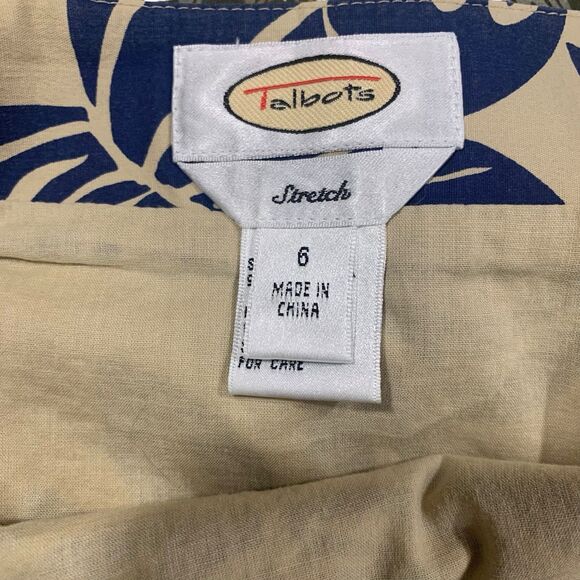 Talbots
Stretch
6
MADE IN
CHINA
FOR CARE